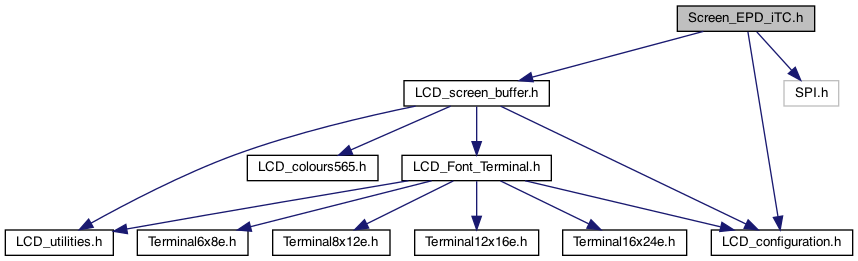 Screen_EPD_iTC.h
LCD_screen_buffer.h
SPI.h
LCD_colours565.h
LCD_Font_Terminal.h
LCD_utilities.h
Terminal6x8e.h
Terminal8x12e.h
Terminal12x16e.h
Terminal16x24e.h
LCD_configuration.h